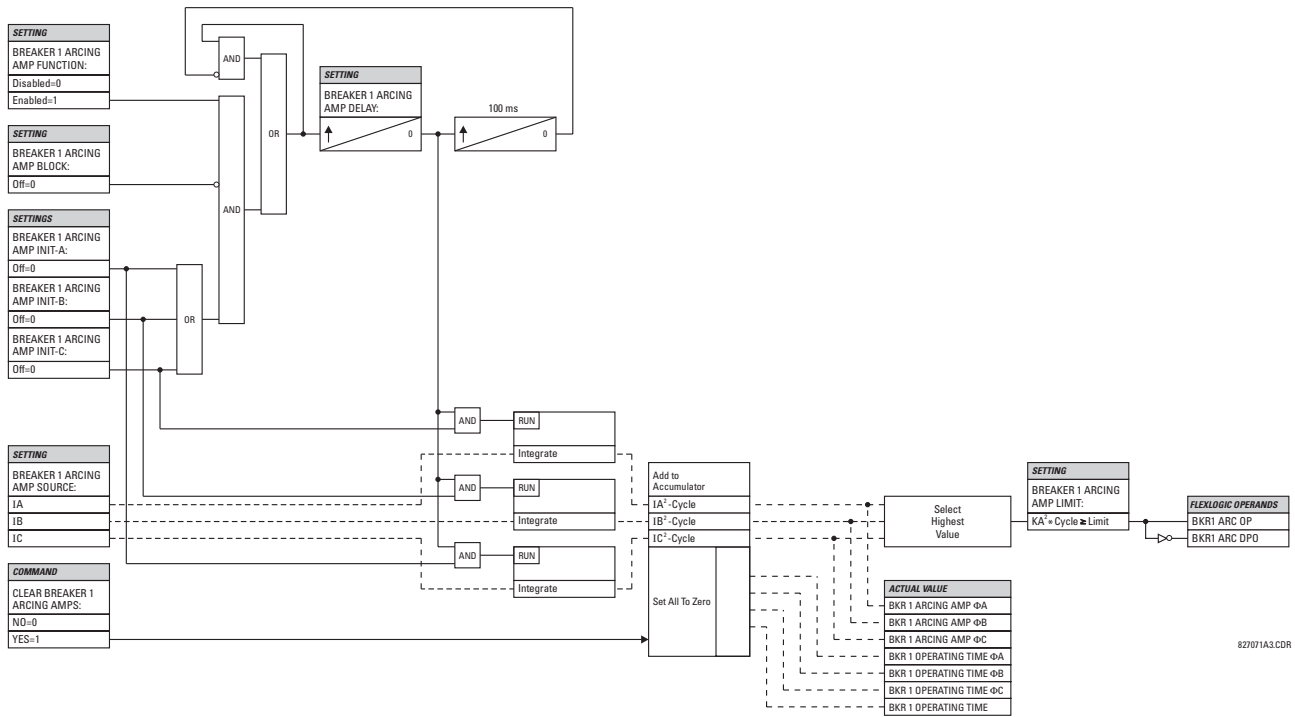 SETTING
BREAKER 1 ARCING
AMP FUNCTION:
Disabled=0
Enabled=1
SETTING
BREAKER 1 ARCING
AMP BLOCK:
Off=0
SETTINGS
BREAKER 1 ARCING
AMP INIT-A:
Off=0
BREAKER 1 ARCING
AMP INIT-B:
Off=0
BREAKER 1 ARCING
AMP INIT-C:
Off=0
SETTING
BREAKER 1 ARCING
AMP SOURCE:
IA
IB
IC
COMMAND
CLEAR BREAKER 1
ARCING AMPS:
NO=0
YES=1
AND
AND
OR
OR
SETTING
BREAKER 1 ARCING
AMP DELAY:
0
100 ms
0
AND
RUN
Integrate
AND
RUN
Integrate
AND
RUN
Integrate
Add to
Accumulator
IA²-Cycle
IB²-Cycle
IC²-Cycle
Set All To Zero
Select
Highest
Value
SETTING
BREAKER 1 ARCING
AMP LIMIT:
KA²*Cycle ≥ Limit
FLEXLOGIC OPERANDS
BKR1 ARC OP
BKR1 ARC DPO
ACTUAL VALUE
BKR 1 ARCING AMP ΦA
BKR 1 ARCING AMP ΦB
BKR 1 ARCING AMP ΦC
BKR 1 OPERATING TIME ΦA
BKR 1 OPERATING TIME ΦB
BKR 1 OPERATING TIME ΦC
BKR 1 OPERATING TIME
827071A3.CDR